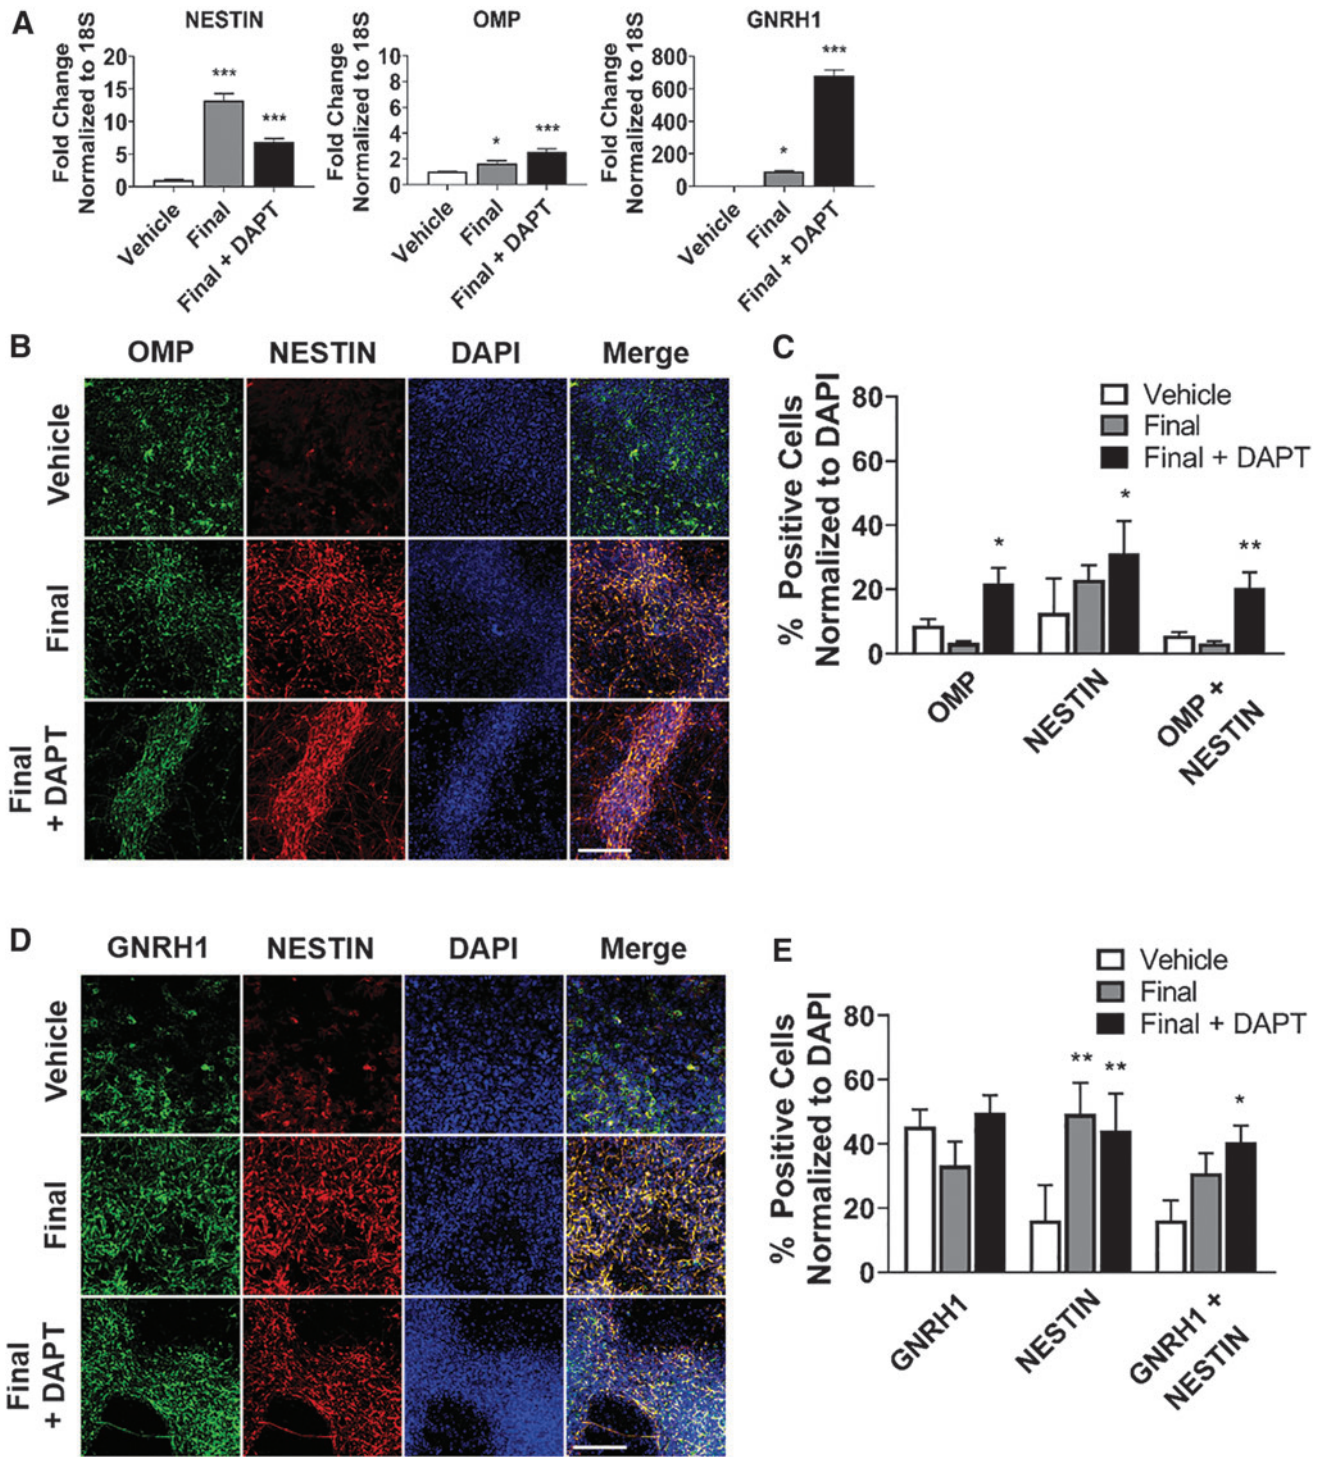 A
NESTIN
Fold Change
Normalized to 18S
20
15
10
5
0
***
***
Vehicle
Final
Final + DAPT
OMP
Fold Change
Normalized to 18S
10
8
6
4
2
0
*
***
Vehicle
Final
Final + DAPT
GNRH1
Fold Change
Normalized to 18S
800
600
400
200
0
*
***
Vehicle
Final
Final + DAPT
B
OMP NESTIN DAPI Merge
Vehicle
Final
Final
+ DAPT
C
% Positive Cells
Normalized to DAPI
80
60
40
20
0
Vehicle
Final
Final + DAPT
*
*
**
OMP
NESTIN
OMP +
NESTIN
D
GNRH1 NESTIN DAPI Merge
Vehicle
Final
Final
+ DAPT
E
% Positive Cells
Normalized to DAPI
80
60
40
20
0
Vehicle
Final
Final + DAPT
**
**
*
GNRH1
NESTIN
GNRH1 +
NESTIN